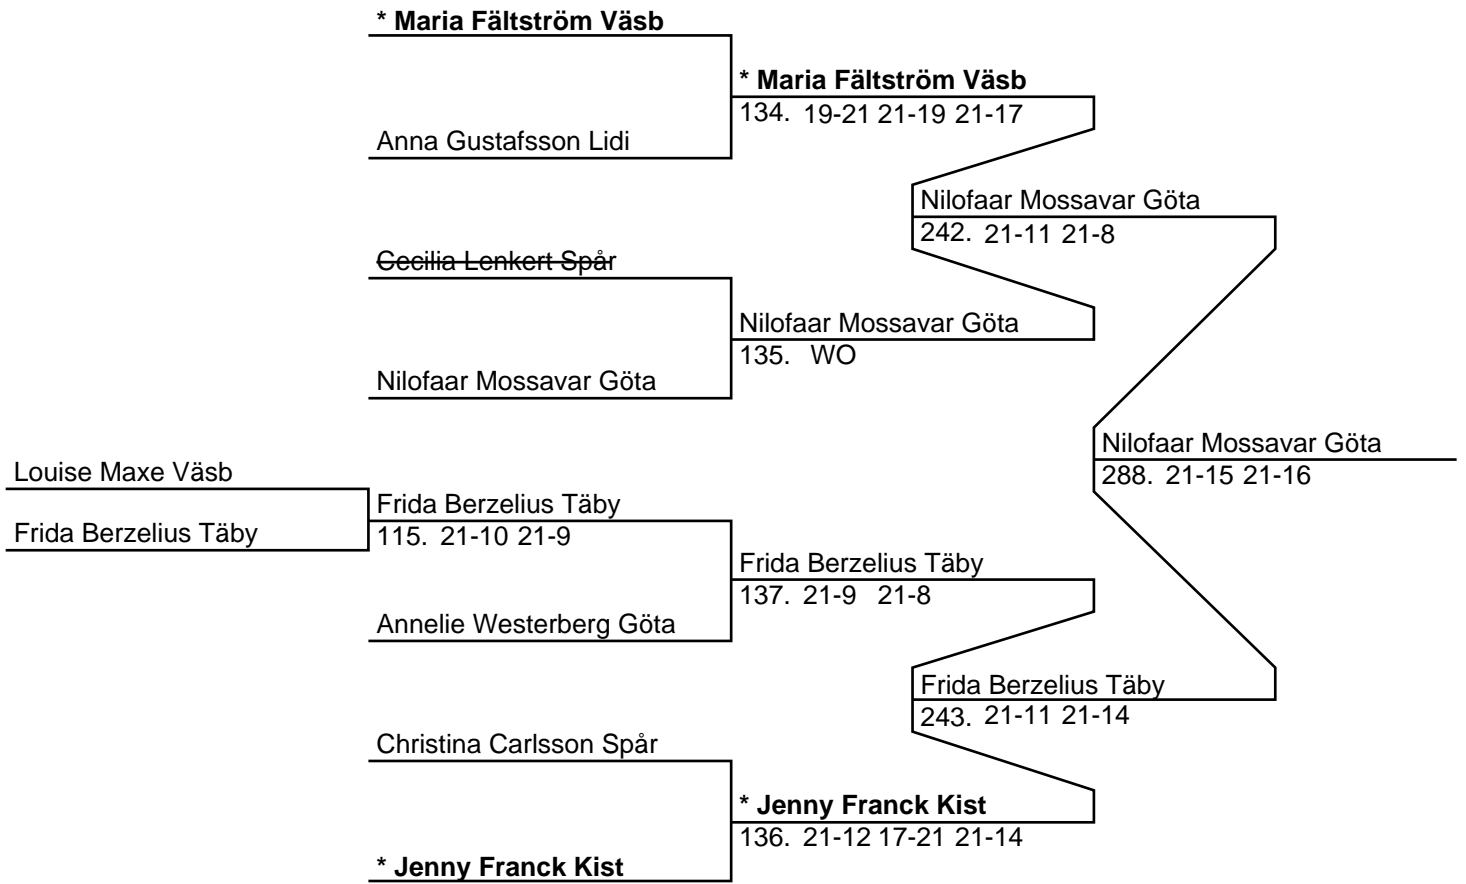 * Maria Fältström Väsb
* Maria Fältström Väsb
134. 19-21 21-19 21-17
Anna Gustafsson Lidi
Nilofaar Mossavar Göta
242. 21-11 21-8
Cecilia Lenkert Spår
Nilofaar Mossavar Göta
135. WO
Nilofaar Mossavar Göta
Nilofaar Mossavar Göta
288. 21-15 21-16
Louise Maxe Väsb
Frida Berzelius Täby
Frida Berzelius Täby
115. 21-10 21-9
Frida Berzelius Täby
137. 21-9 21-8
Annelie Westerberg Göta
Frida Berzelius Täby
243. 21-11 21-14
Christina Carlsson Spår
* Jenny Franck Kist
136. 21-12 17-21 21-14
* Jenny Franck Kist